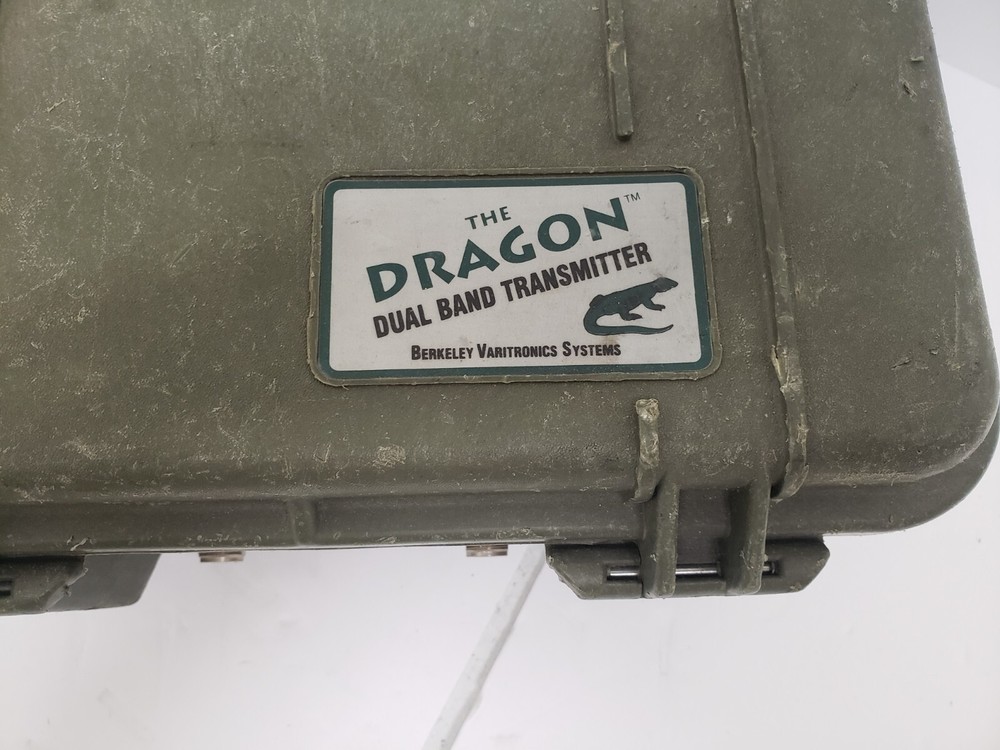 THE
DRAGON™
DUAL BAND TRANSMITTER
BERKELEY VARITRONICS SYSTEMS